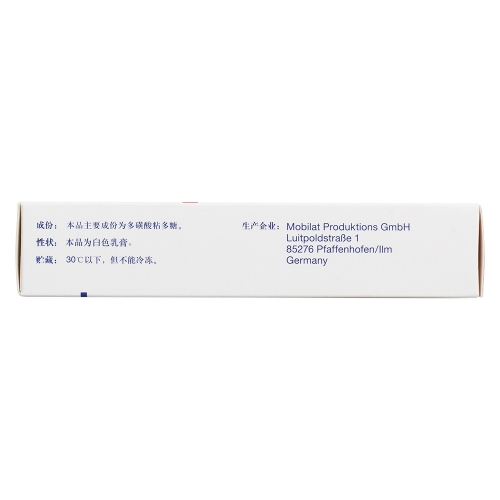 成份：本品主要成份为多磺酸粘多糖。
性状：本品为白色乳膏。
贮藏：30℃以下，但不能冷冻。
生产企业：Mobilat Produktions GmbH
Luitpoldstraße 1
85276 Pfaffenhofen/Ilm
Germany